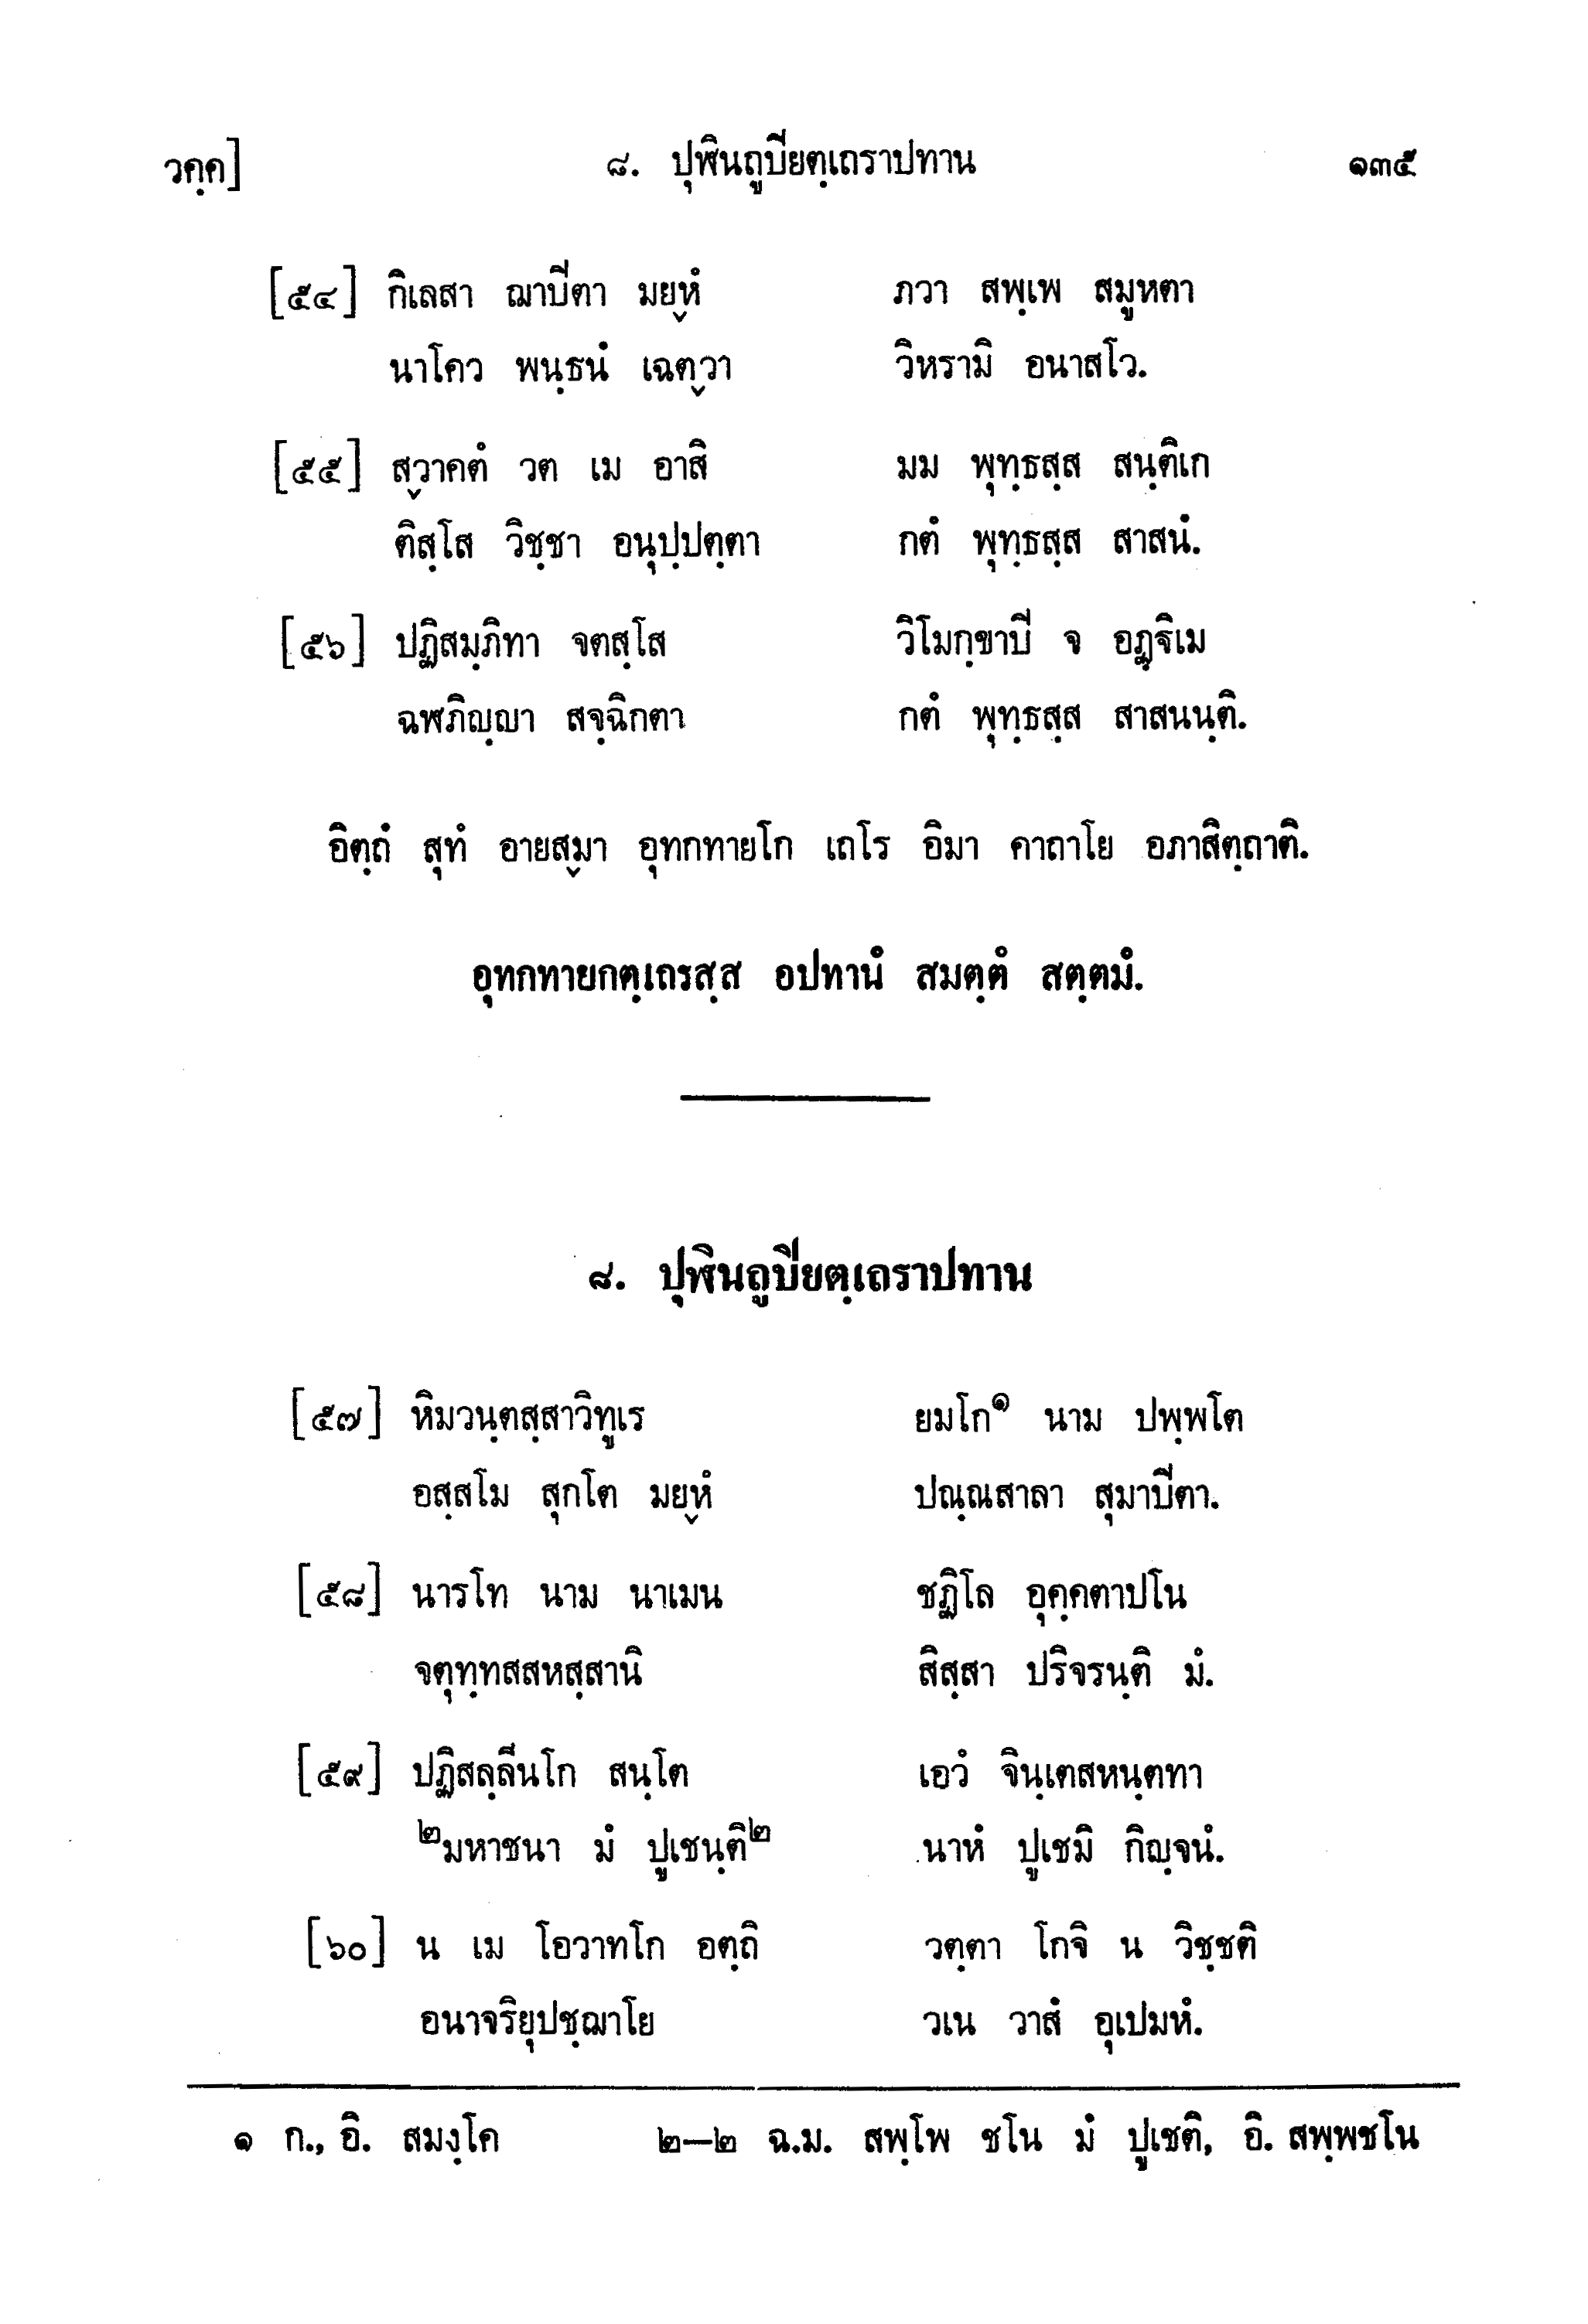 วคฺค] ๘. ปุฬินถูปิยตฺเถราปทาน ๑๓๕
[๕๔] กิเลสา ฌาปิตา มย๎หํ ภวา สพฺเพ สมูหตา
นาโคว พนฺธนํ เฉต๎วา วิหรามิ อนาสโว.
[๕๕] ส๎วาคตํ วต เม อาสิ มม พุทฺธสฺส สนฺติเก
ติสฺโส วิชฺชา อนุปฺปตฺตา กตํ พุทฺธสฺส สาสนํ.
[๕๖] ปฏิสมฺภิทา จตสฺโส วิโมกฺขาปิ จ อฏฺฐิเม
ฉฬภิญฺญา สจฺฉิกตา กตํ พุทฺธสฺส สาสนนฺติ.
อิตฺถํ สุทํ อายส๎มา อุทกทายโก เถโร อิมา คาถาโย อภาสิตฺถาติ.
อุทกทายกตฺเถรสฺส อปทานํ สมตฺตํ สตฺตมํ.
๘. ปุฬินถูปิยตฺเถราปทาน
[๕๗] หิมวนฺตสฺสาวิทูเร ยมโก๑ นาม ปพฺพโต
อสฺสโม สุกโต มย๎หํ ปณฺณสาลา สุมาปิตา.
[๕๘] นารโท นาม นาเมน ชฏิโล อุคฺคตาปโน
จตุทฺทสสหสฺสานิ สิสฺสา ปริจรนฺติ มํ.
[๕๙] ปฏิสลฺลีนโก สนฺโต เอวํ จินฺเตสหนฺตทา
๒มหาชนา มํ ปูเชนฺติ๒ นาหํ ปูเชมิ กิญฺจนํ.
[๖๐] น เม โอวาทโก อตฺถิ วตฺตา โกจิ น วิชฺชติ
อนาจริยุปชฺฌาโย วเน วาสํ อุเปมหํ.
๑ ก., อิ. สมงฺโค ๒—๒ ฉ.ม. สพฺโพ ชโน มํ ปูเชติ, อิ. สพฺพชโน